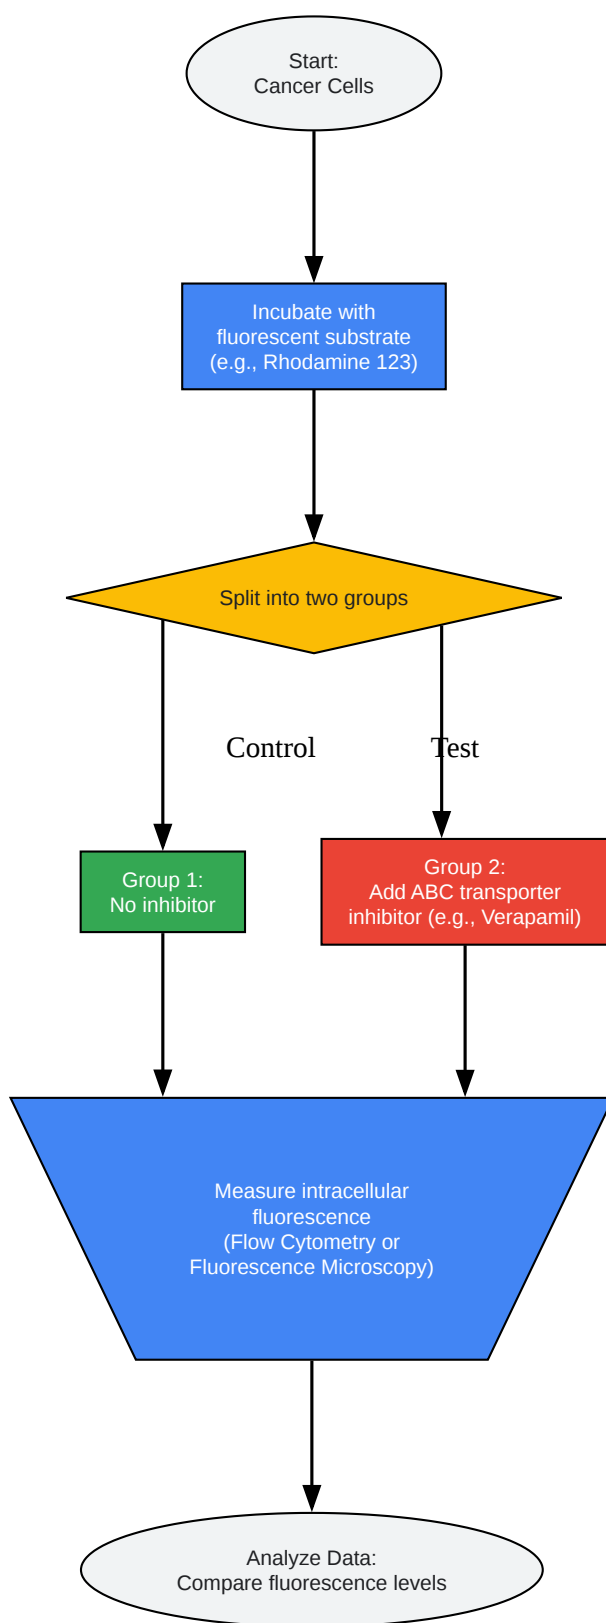 Start:
Cancer Cells
Incubate with
fluorescent substrate
(e.g., Rhodamine 123)
Split into two groups
Control
Test
Group 1:
No inhibitor
Group 2:
Add ABC transporter
inhibitor (e.g., Verapamil)
Measure intracellular
fluorescence
(Flow Cytometry or
Fluorescence Microscopy)
Analyze Data:
Compare fluorescence levels